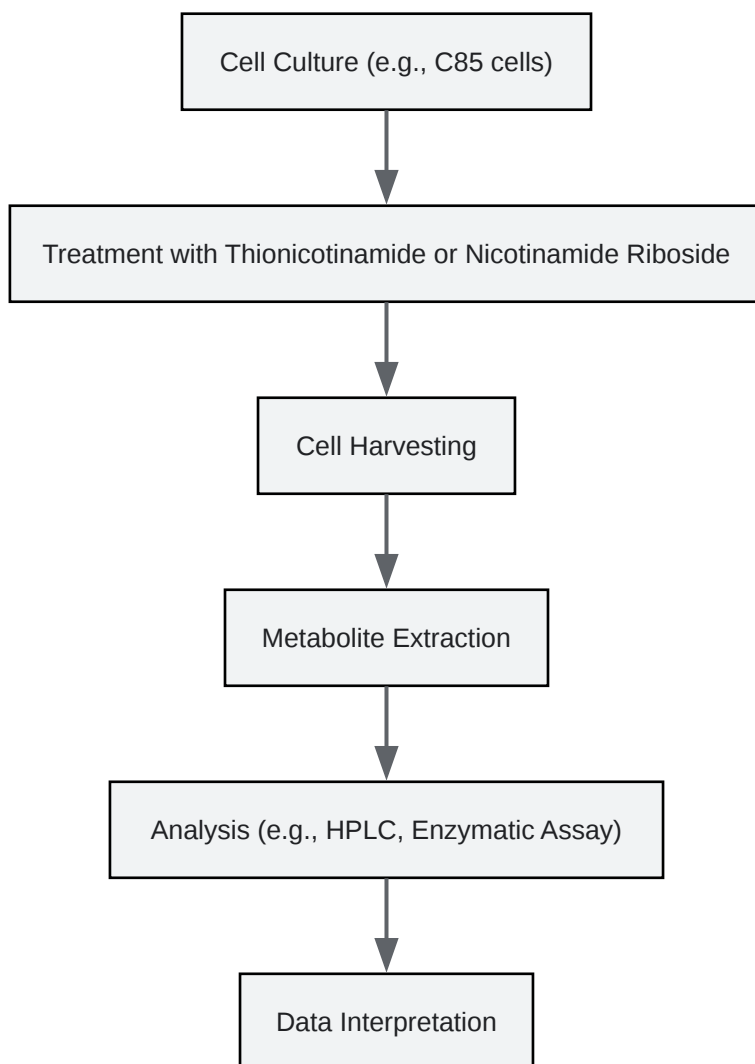 Cell Culture (e.g., C85 cells)
Treatment with Thionicotinamide or Nicotinamide Riboside
Cell Harvesting
Metabolite Extraction
Analysis (e.g., HPLC, Enzymatic Assay)
Data Interpretation